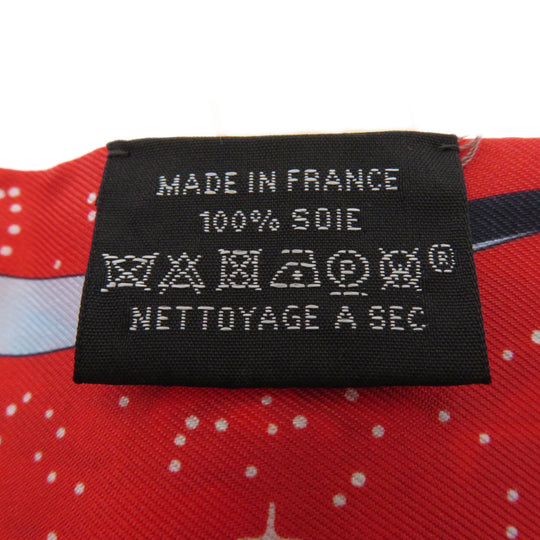 MADE IN FRANCE
100% SOIE
P ®
NETTOYAGE A SEC